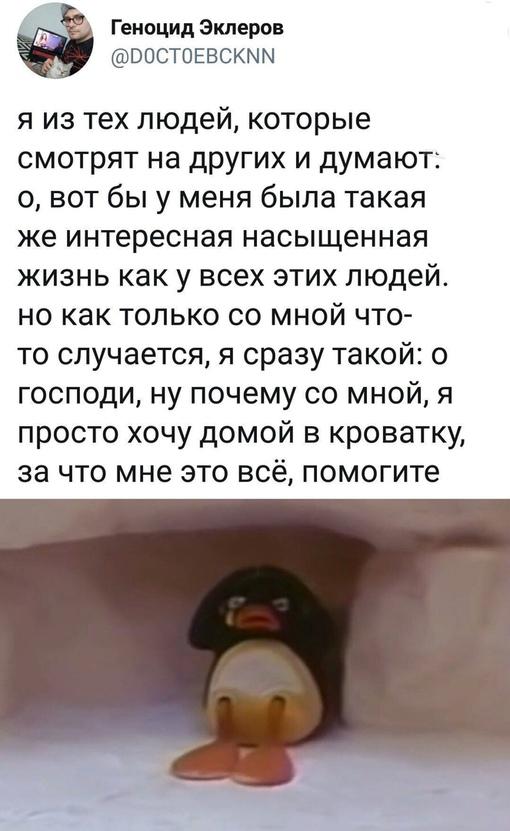 Геноцид Эклеров
@D0CT0EBCKNN
я из тех людей, которые
смотрят на других и думают:
о, вот бы у меня была такая
же интересная насыщенная
жизнь как у всех этих людей.
но как только со мной что-
то случается, я сразу такой: о
господи, ну почему со мной, я
просто хочу домой в кроватку,
за что мне это всё, помогите